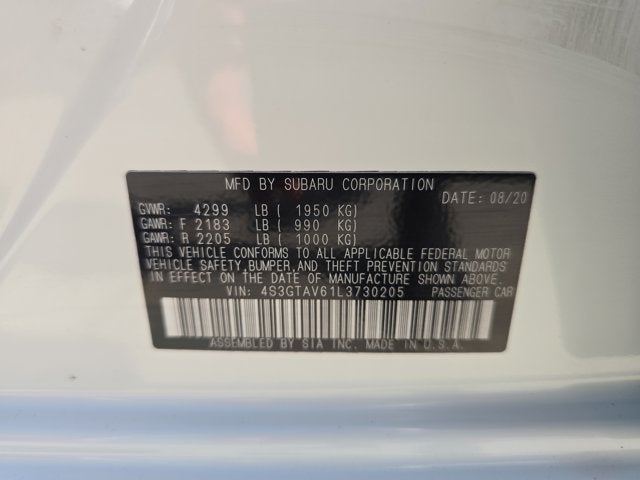 MFD BY SUBARU CORPORATION
DATE: 08/20
GVWR: 4299 LB ( 1950 KG)
GAWR: F 2183 LB ( 990 KG)
GAWR: R 2205 LB ( 1000 KG)
THIS VEHICLE CONFORMS TO ALL APPLICABLE FEDERAL MOTOR
VEHICLE SAFETY, BUMPER, AND THEFT PREVENTION STANDARDS
IN EFFECT ON THE DATE OF MANUFACTURE SHOWN ABOVE.
VIN: 4S3GTAV61L3730205 PASSENGER CAR
ASSEMBLED BY SIA INC. MADE IN U.S.A.